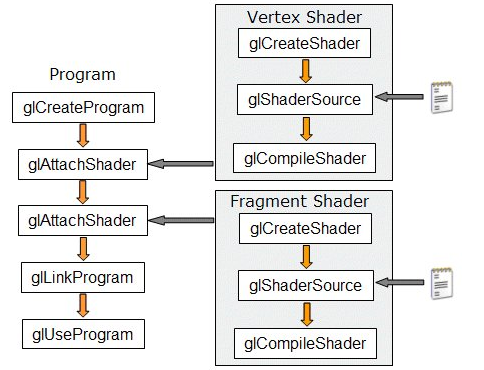 Program
glCreateProgram
glAttachShader
glAttachShader
glLinkProgram
glUseProgram
Vertex Shader
glCreateShader
glShaderSource
glCompileShader
Fragment Shader
glCreateShader
glShaderSource
glCompileShader